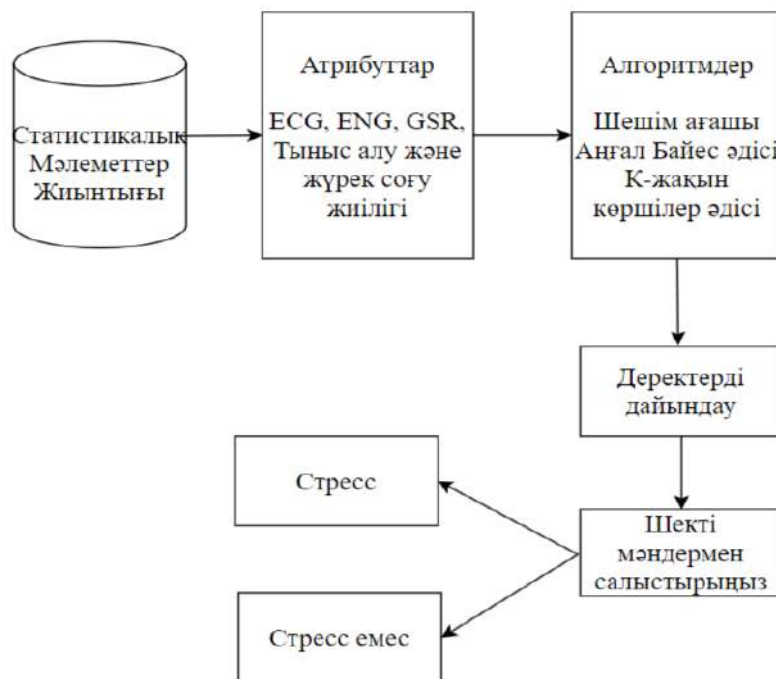 Статистикалық
Мәлеметтер
Жиынтығы
Атрибуттар
ECG, ENG, GSR,
Тыныс алу және
жүрек соғу
жиілігі
Алгоритмдер
Шешім ағашы
Аңғал Байес әдісі
К-жақын
көршілер әдісі
Деректерді
дайындау
Шекті
мәндермен
салыстырыңыз
Стресс
Стресс емес